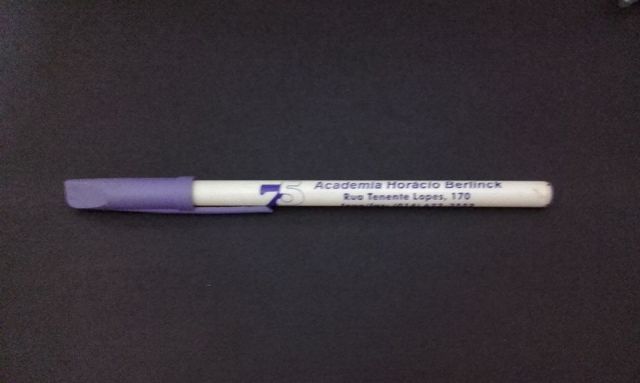 75
Academia Horácio Berlinck
Rua Tenente Lopes, 170